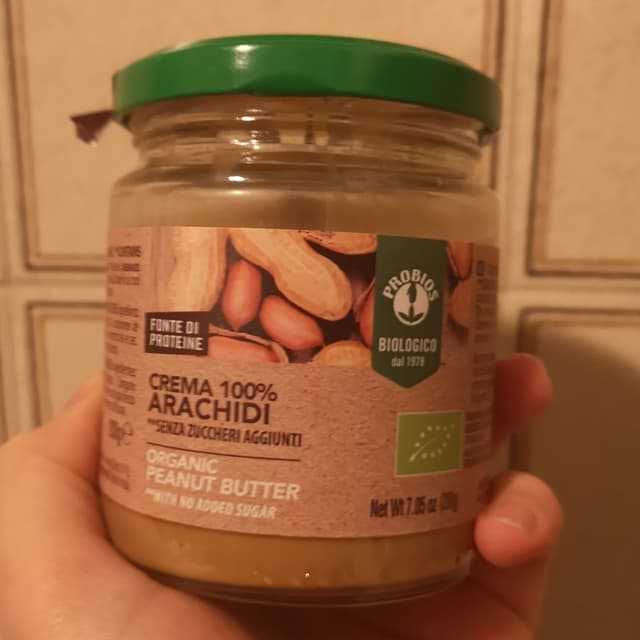 FONTE DI
PROTEINE
PROBIOS
BIOLOGICO
dal 1978
CREMA 100%
ARACHIDI
**SENZA ZUCCHERI AGGIUNTI
ORGANIC
PEANUT BUTTER
**WITH NO ADDED SUGAR
Net Wt 7.05 oz